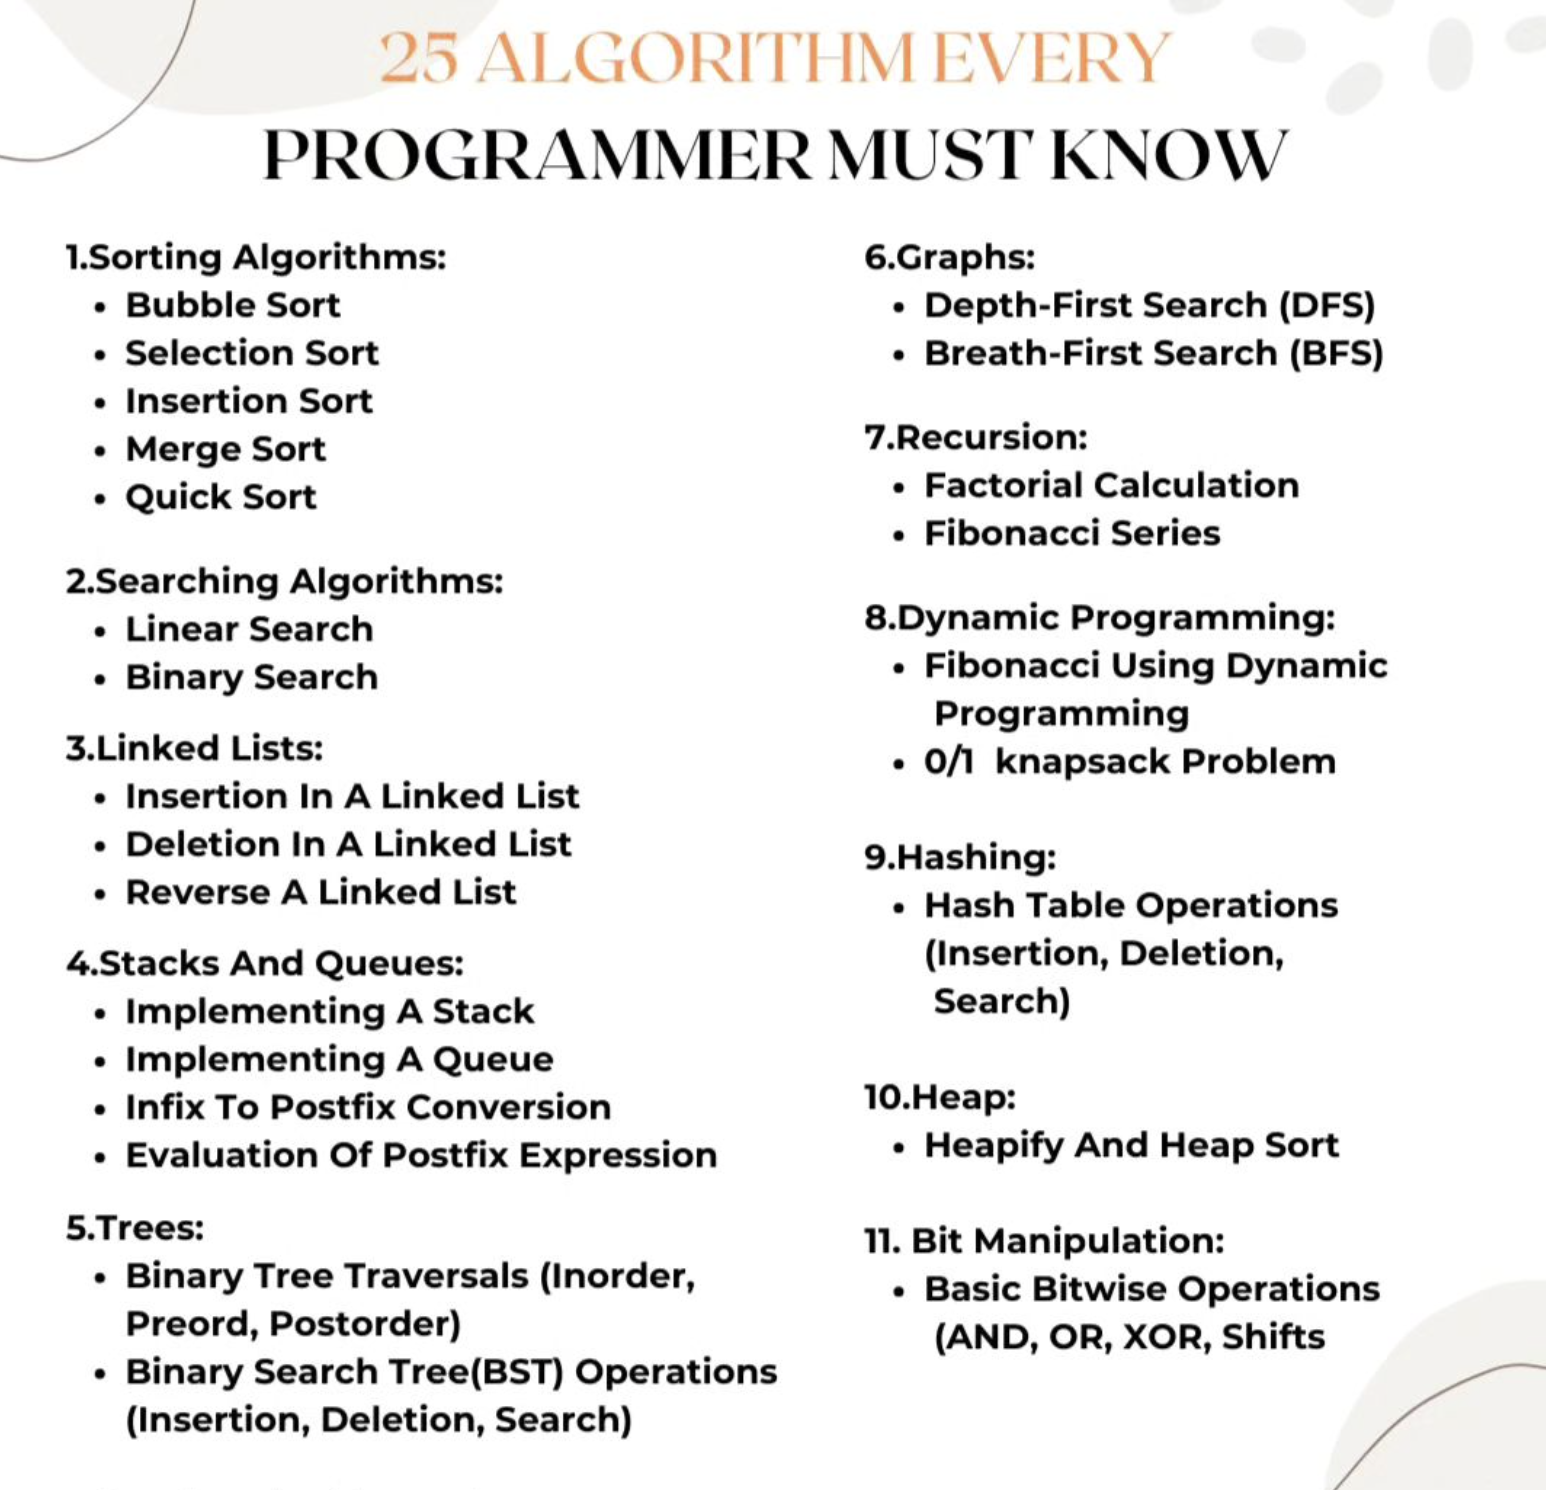 25 ALGORITHM EVERY
PROGRAMMER MUST KNOW
1.Sorting Algorithms:
• Bubble Sort
• Selection Sort
• Insertion Sort
• Merge Sort
• Quick Sort
2.Searching Algorithms:
• Linear Search
• Binary Search
3.Linked Lists:
• Insertion In A Linked List
• Deletion In A Linked List
• Reverse A Linked List
4.Stacks And Queues:
• Implementing A Stack
• Implementing A Queue
• Infix To Postfix Conversion
• Evaluation Of Postfix Expression
5.Trees:
• Binary Tree Traversals (Inorder,
Preord, Postorder)
• Binary Search Tree(BST) Operations
(Insertion, Deletion, Search)
6.Graphs:
• Depth-First Search (DFS)
• Breath-First Search (BFS)
7.Recursion:
• Factorial Calculation
• Fibonacci Series
8.Dynamic Programming:
• Fibonacci Using Dynamic
Programming
• 0/1 knapsack Problem
9.Hashing:
• Hash Table Operations
(Insertion, Deletion,
Search)
10.Heap:
• Heapify And Heap Sort
11. Bit Manipulation:
• Basic Bitwise Operations
(AND, OR, XOR, Shifts